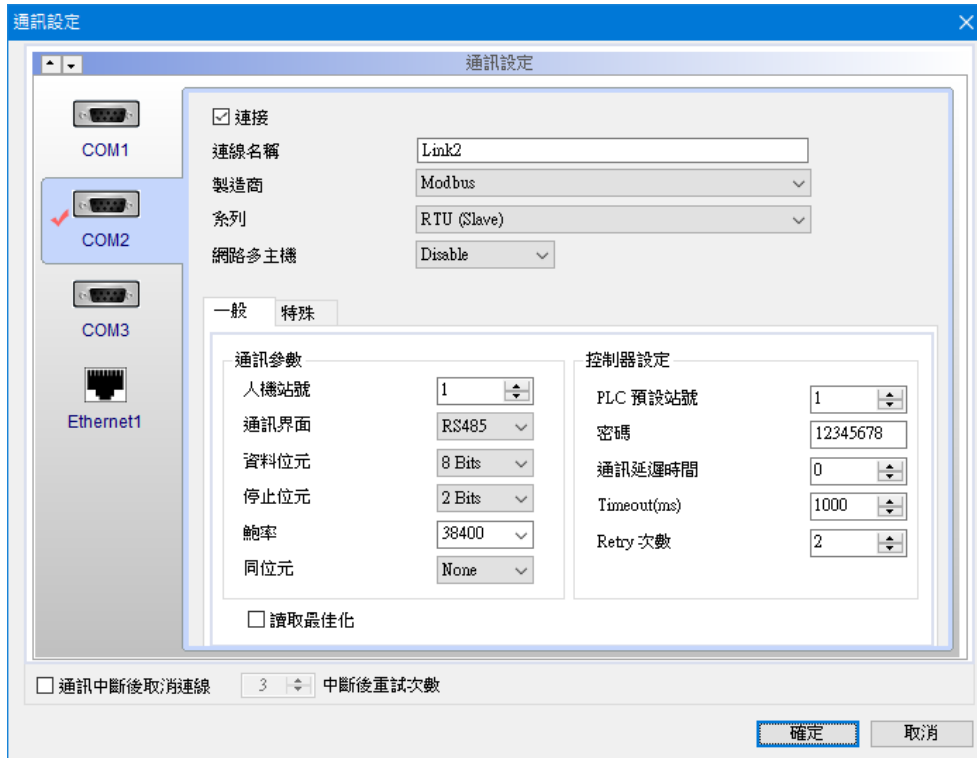 通訊設定
通訊設定
COM1
COM2
COM3
Ethernet1
連接
連線名稱 Link2
製造商 Modbus
系列 RTU (Slave)
網路多主機 Disable
一般 特殊
通訊參數
人機站號 1
通訊界面 RS485
資料位元 8 Bits
停止位元 2 Bits
鮑率 38400
同位元 None
控制器設定
PLC 預設站號 1
密碼 12345678
通訊延遲時間 0
Timeout(ms) 1000
Retry 次數 2
讀取最佳化
通訊中斷後取消連線 3 中斷後重試次數
確定 取消